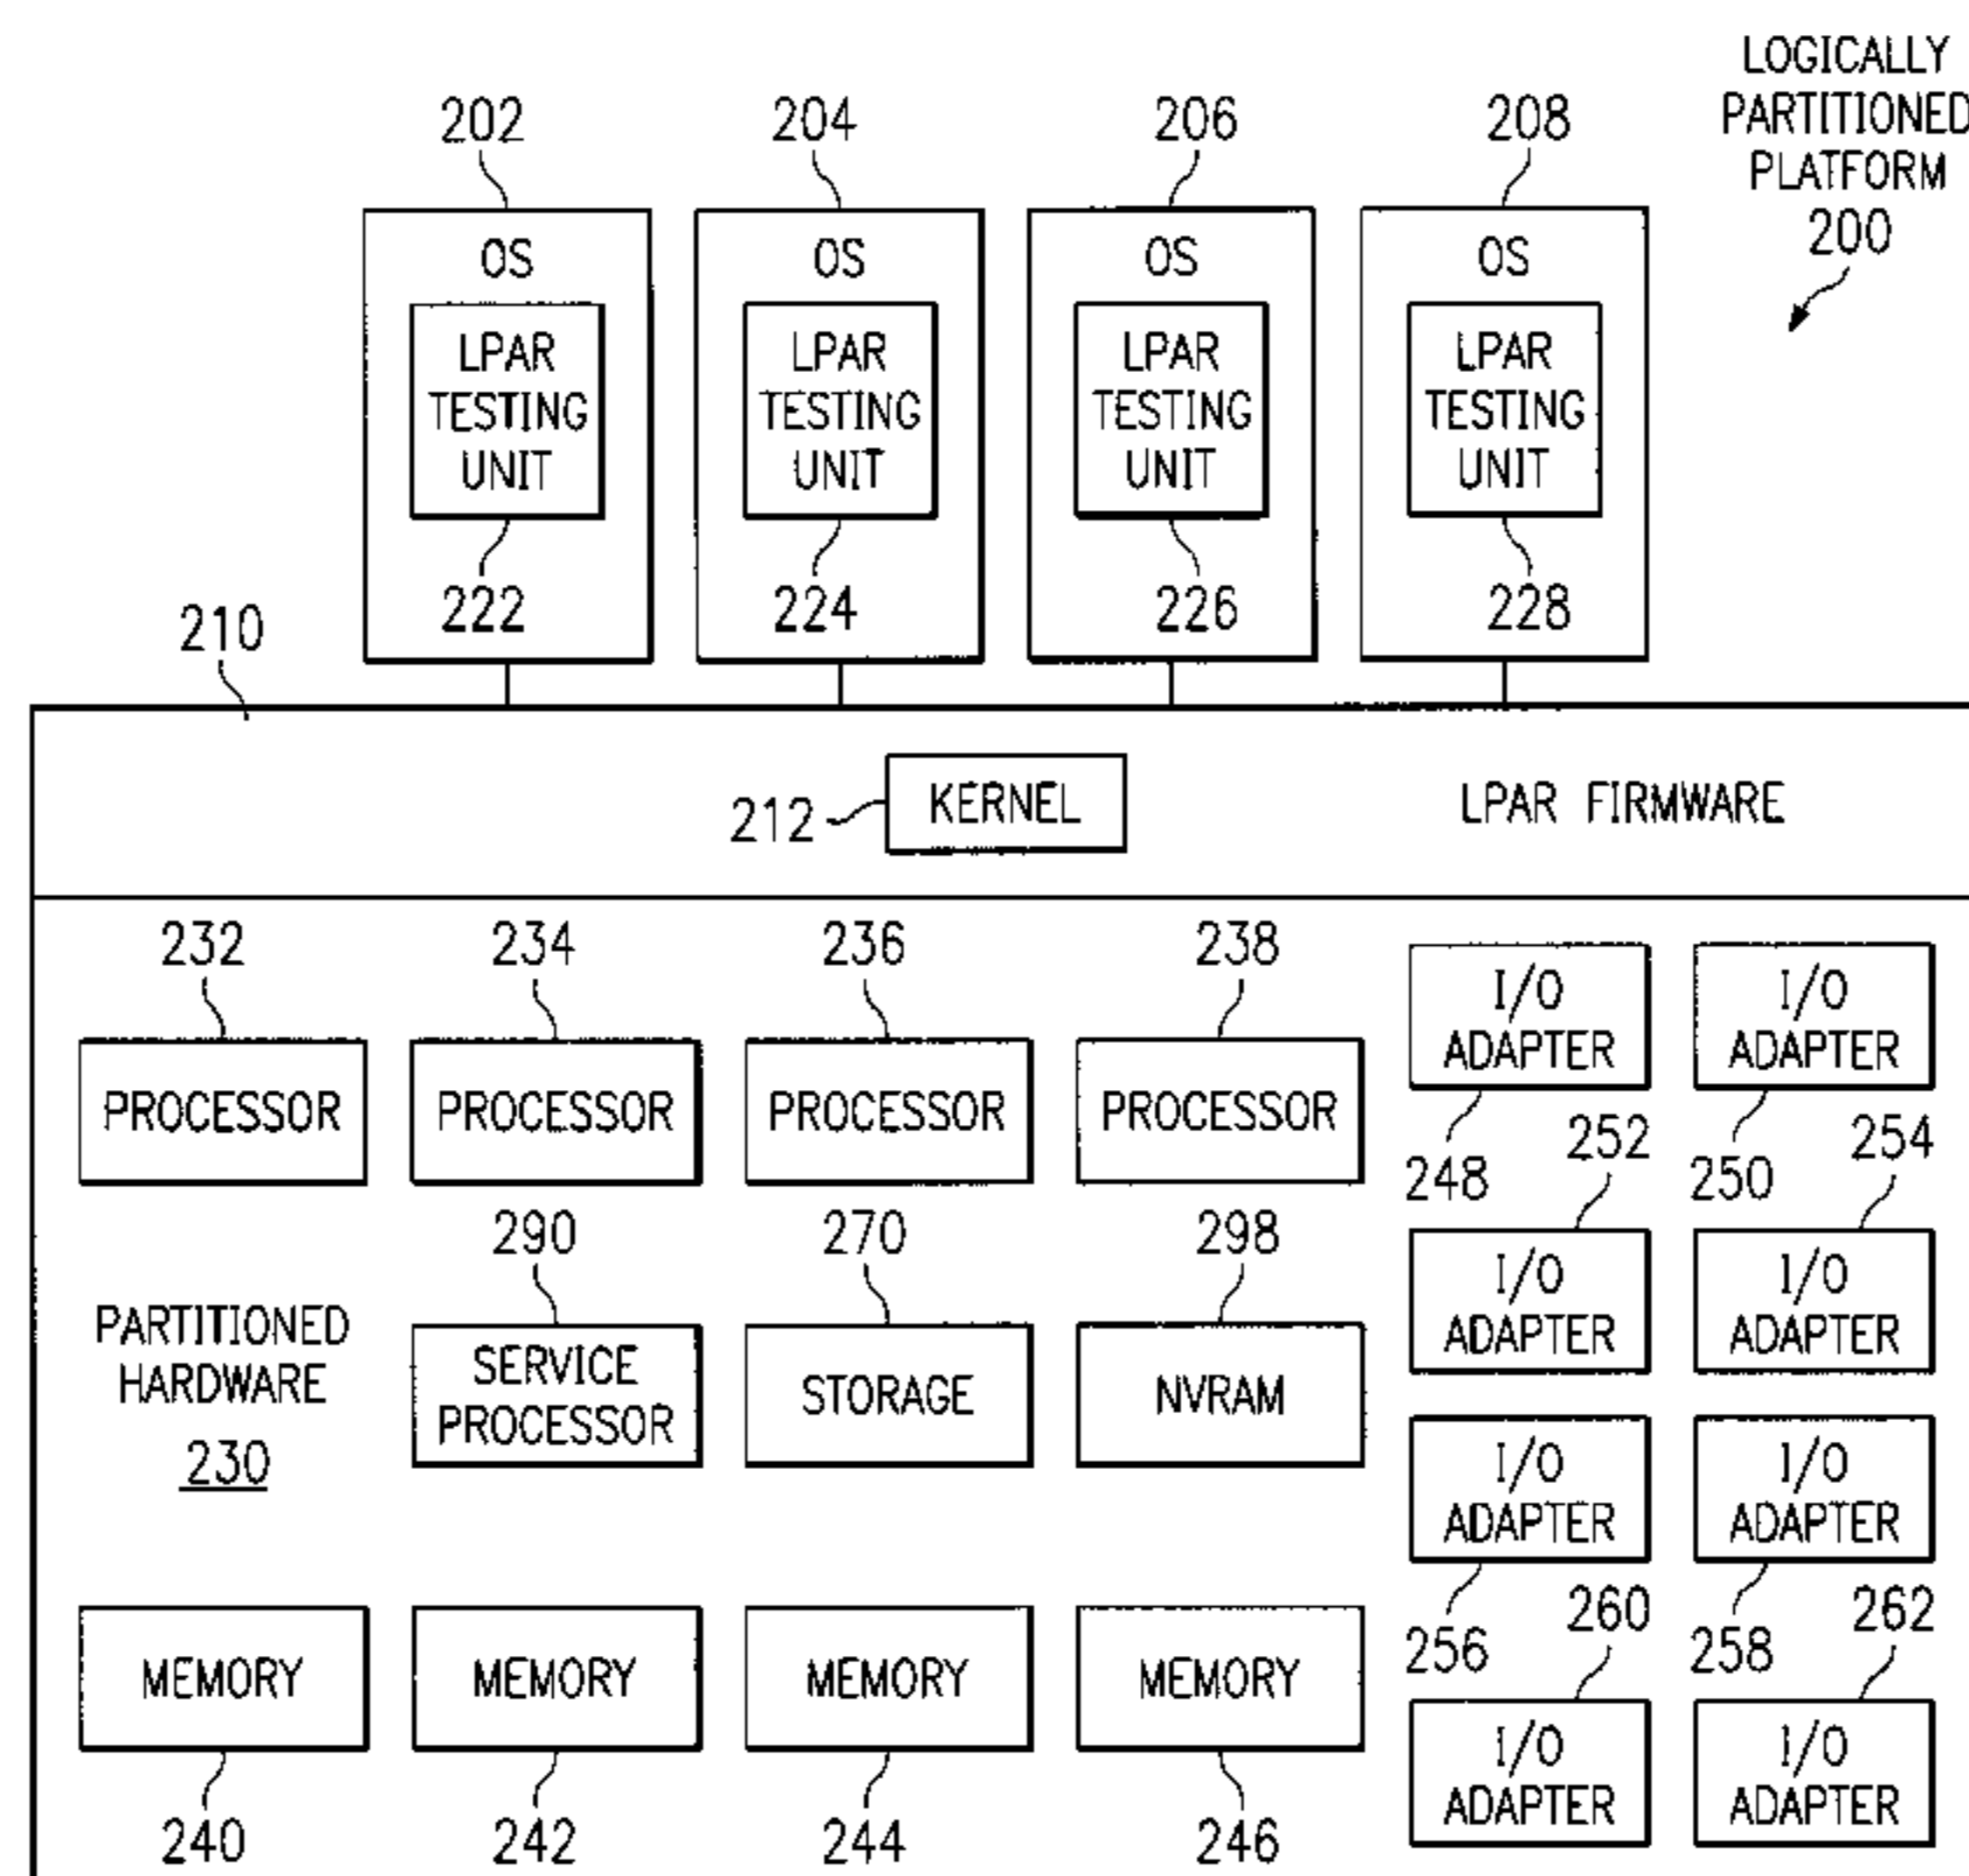 LOGICALLY
PARTITIONED
PLATFORM
200
202 204 206 208
OS OS OS OS
LPAR
TESTING
UNIT
LPAR
TESTING
UNIT
LPAR
TESTING
UNIT
LPAR
TESTING
UNIT
222 224 226 228
210
212 KERNEL LPAR FIRMWARE
232 234 236 238
PROCESSOR PROCESSOR PROCESSOR PROCESSOR
290 270 298
PARTITIONED
HARDWARE
230
SERVICE
PROCESSOR
STORAGE
NVRAM
MEMORY MEMORY MEMORY MEMORY
240 242 244 246
I/O
ADAPTER
I/O
ADAPTER
248 252 250 254
I/O
ADAPTER
I/O
ADAPTER
I/O
ADAPTER
I/O
ADAPTER
256 260 258 262
I/O
ADAPTER
I/O
ADAPTER